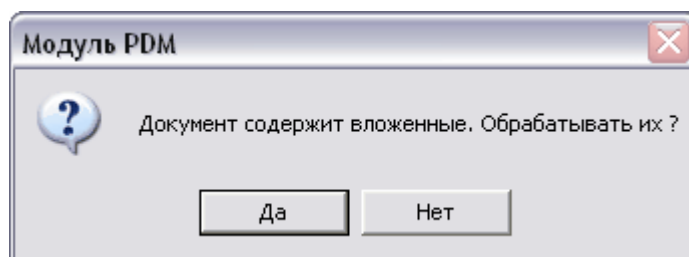 Модуль PDM
Документ содержит вложенные. Обрабатывать их ?
Да
Нет